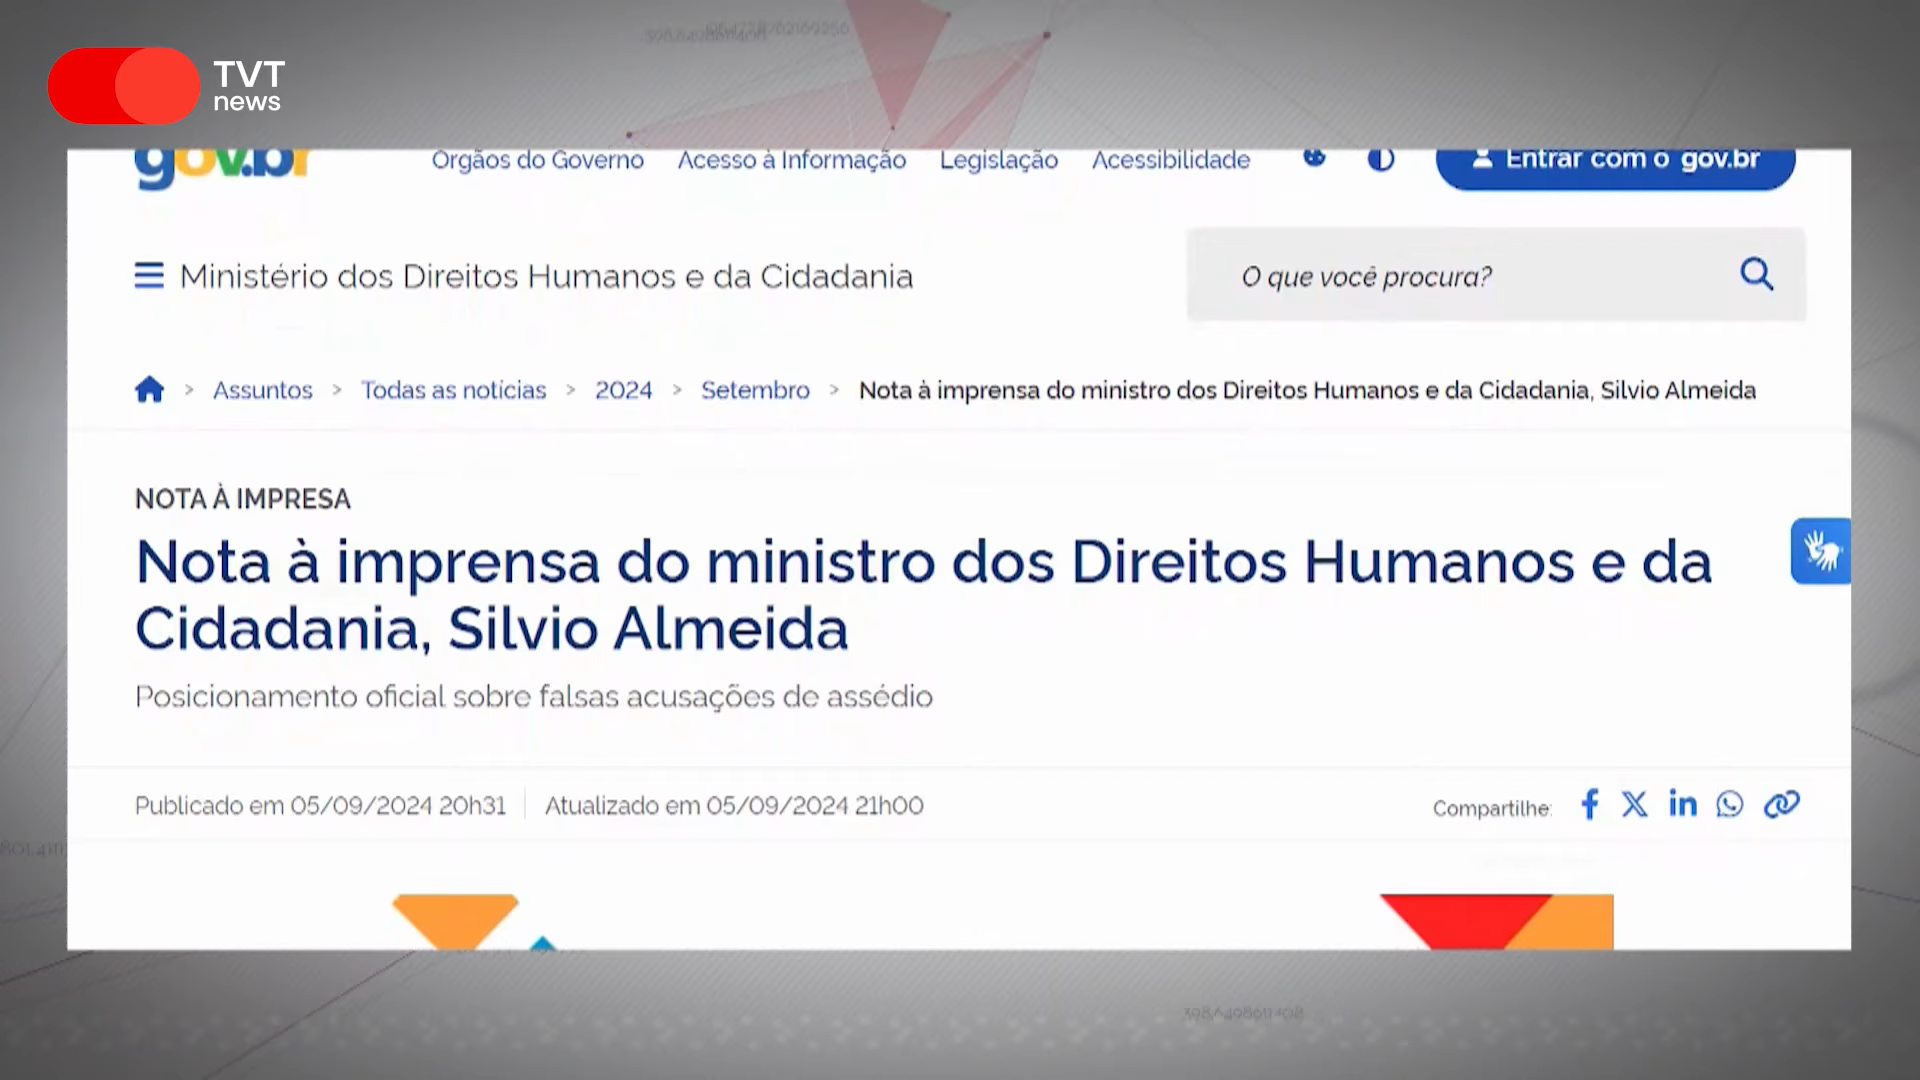 TVT
news
gov.br
Órgãos do Governo Acesso à Informação Legislação Acessibilidade Entrar com o gov.br
Ministério dos Direitos Humanos e da Cidadania
O que você procura?
> Assuntos > Todas as notícias > 2024 > Setembro > Nota à imprensa do ministro dos Direitos Humanos e da Cidadania, Silvio Almeida
NOTA À IMPRESA
Nota à imprensa do ministro dos Direitos Humanos e da
Cidadania, Silvio Almeida
Posicionamento oficial sobre falsas acusações de assédio
Publicado em 05/09/2024 20h31 Atualizado em 05/09/2024 21h00
Compartilhe: